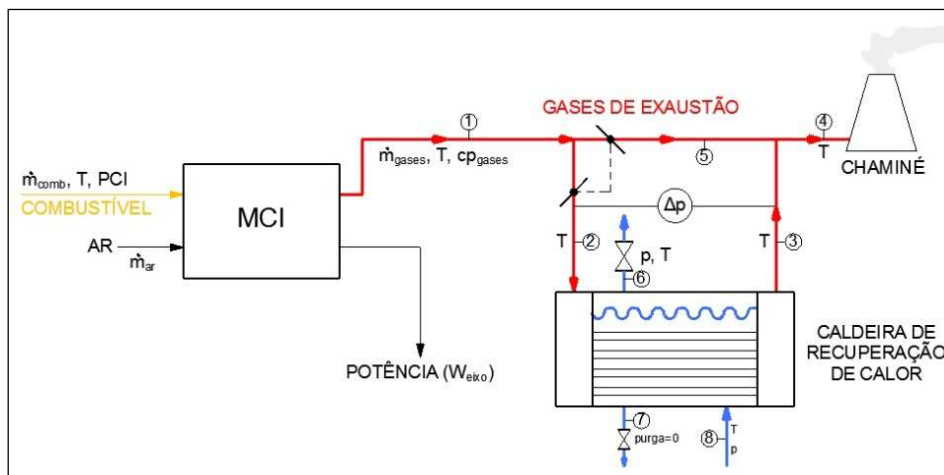 GASES DE EXAUSTÃO
①
④
ṁgases, T, cpgases
⑤
T
CHAMINÉ
ṁcomb, T, PCI
COMBUSTÍVEL
MCI
AR
ṁar
Δp
T
②
p, T
T
③
⑥
POTÊNCIA (Weixo)
CALDEIRA DE
RECUPERAÇÃO
DE CALOR
⑦
purga=0
⑧
T
p